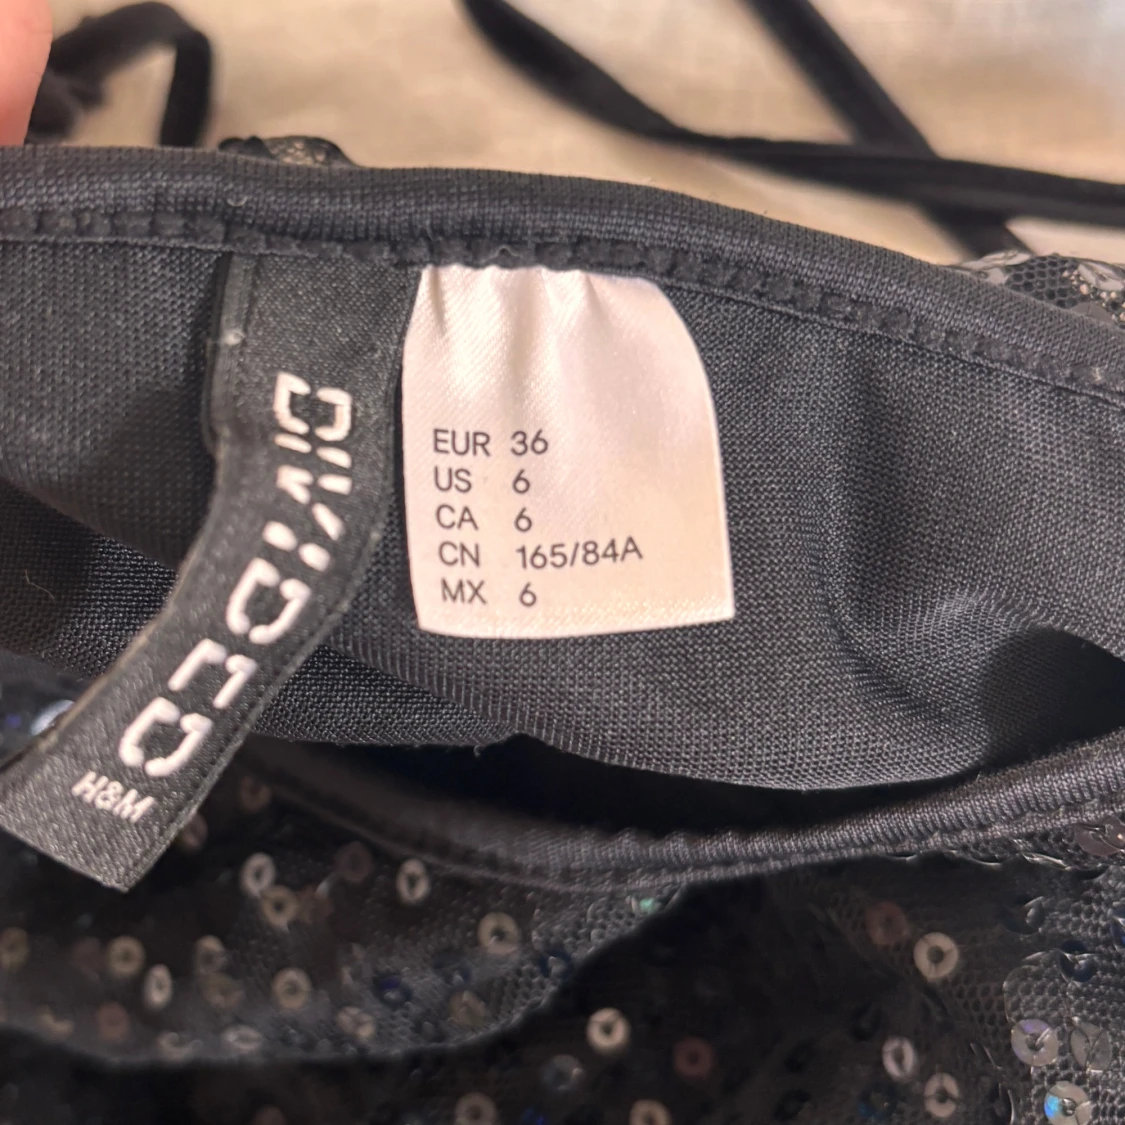 DIVIDED
H&M
EUR 36
US 6
CA 6
CN 165/84A
MX 6